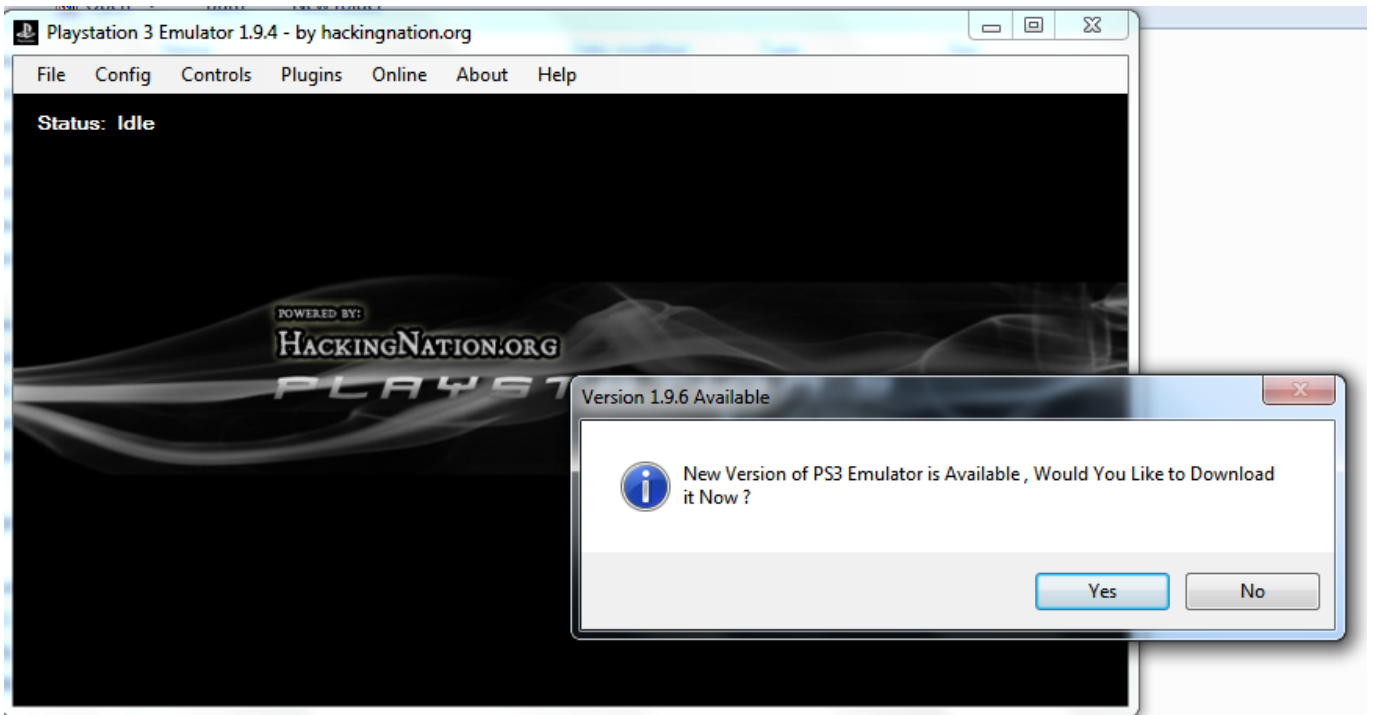 Playstation 3 Emulator 1.9.4 - by hackingnation.org
File Config Controls Plugins Online About Help
Status: Idle
POWERED BY:
HACKINGNATION.ORG
PLAYST
Version 1.9.6 Available
New Version of PS3 Emulator is Available , Would You Like to Download
it Now ?
Yes No